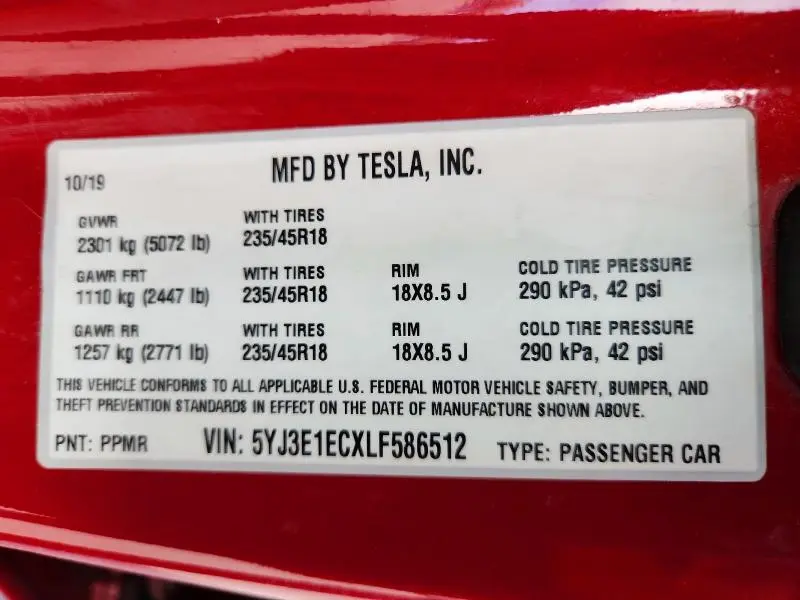 MFD BY TESLA, INC.
10/19
GVWR WITH TIRES
2301 kg (5072 lb) 235/45R18
GAWR FRT WITH TIRES RIM COLD TIRE PRESSURE
1110 kg (2447 lb) 235/45R18 18X8.5 J 290 kPa, 42 psi
GAWR RR WITH TIRES RIM COLD TIRE PRESSURE
1257 kg (2771 lb) 235/45R18 18X8.5 J 290 kPa, 42 psi
THIS VEHICLE CONFORMS TO ALL APPLICABLE U.S. FEDERAL MOTOR VEHICLE SAFETY, BUMPER, AND
THEFT PREVENTION STANDARDS IN EFFECT ON THE DATE OF MANUFACTURE SHOWN ABOVE.
PNT: PPMR VIN: 5YJ3E1ECXLF586512 TYPE: PASSENGER CAR